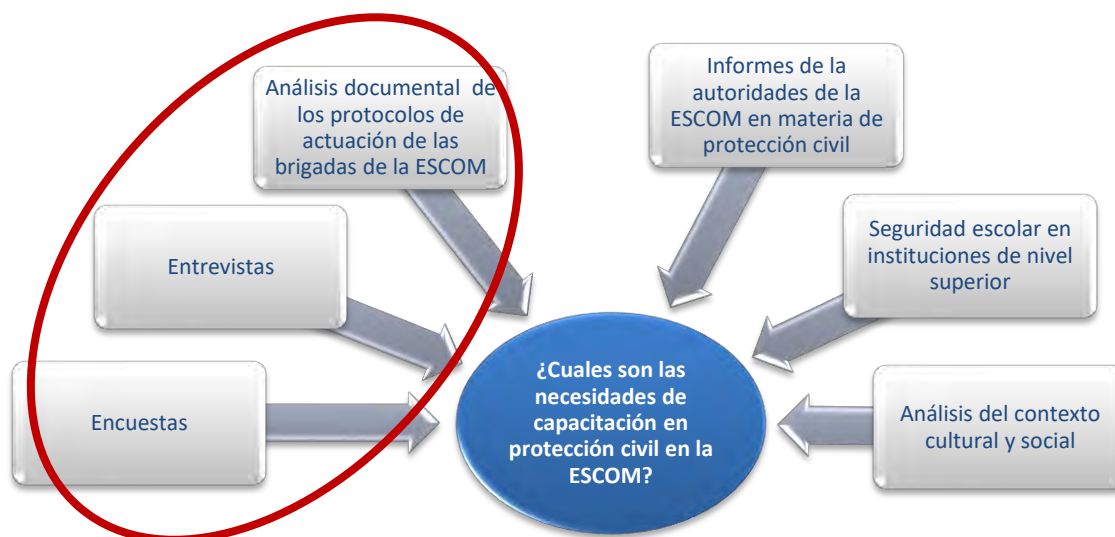 Análisis documental de
los protocolos de
actuación de las
brigadas de la ESCOM
Informes de la
autoridades de la
ESCOM en materia de
protección civil
Entrevistas
Seguridad escolar en
instituciones de nivel
superior
Encuestas
¿Cuales son las
necesidades de
capacitación en
protección civil en la
ESCOM?
Análisis del contexto
cultural y social